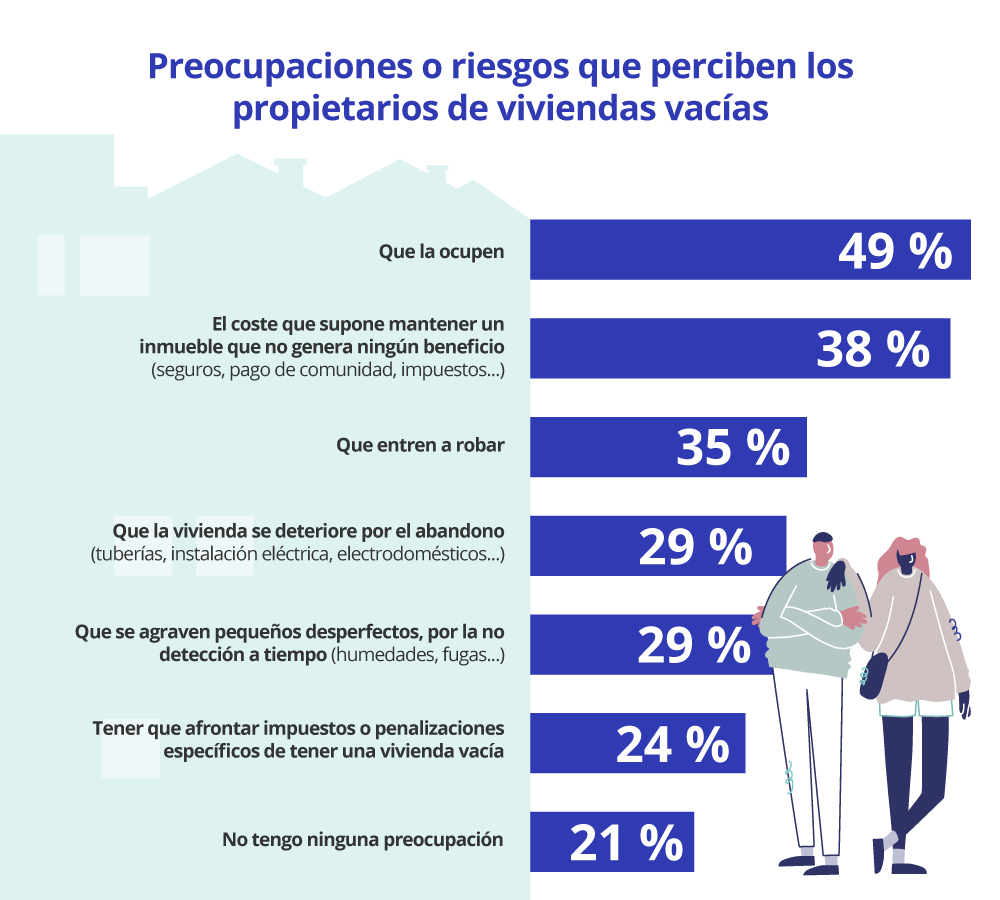 Preocupaciones o riesgos que perciben los
propietarios de viviendas vacías
Que la ocupen
49 %
El coste que supone mantener un
inmueble que no genera ningún beneficio
(seguros, pago de comunidad, impuestos...)
38 %
Que entren a robar
35 %
Que la vivienda se deteriore por el abandono
(tuberías, instalación eléctrica, electrodomésticos...)
29 %
Que se agraven pequeños desperfectos, por la no
detección a tiempo (humedades, fugas...)
29 %
Tener que afrontar impuestos o penalizaciones
específicos de tener una vivienda vacía
24 %
No tengo ninguna preocupación
21 %